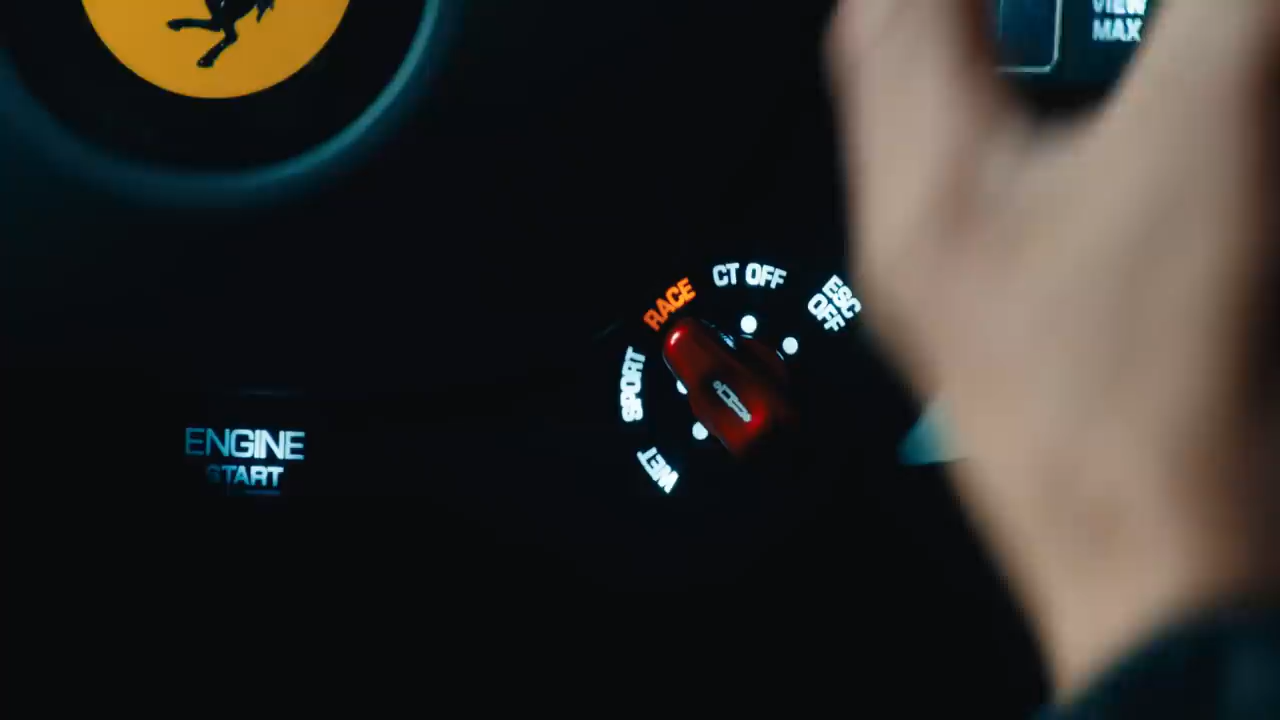 VIEW
MAX
CT OFF
ESC
OFF
RACE
SPORT
WET
ENGINE
START